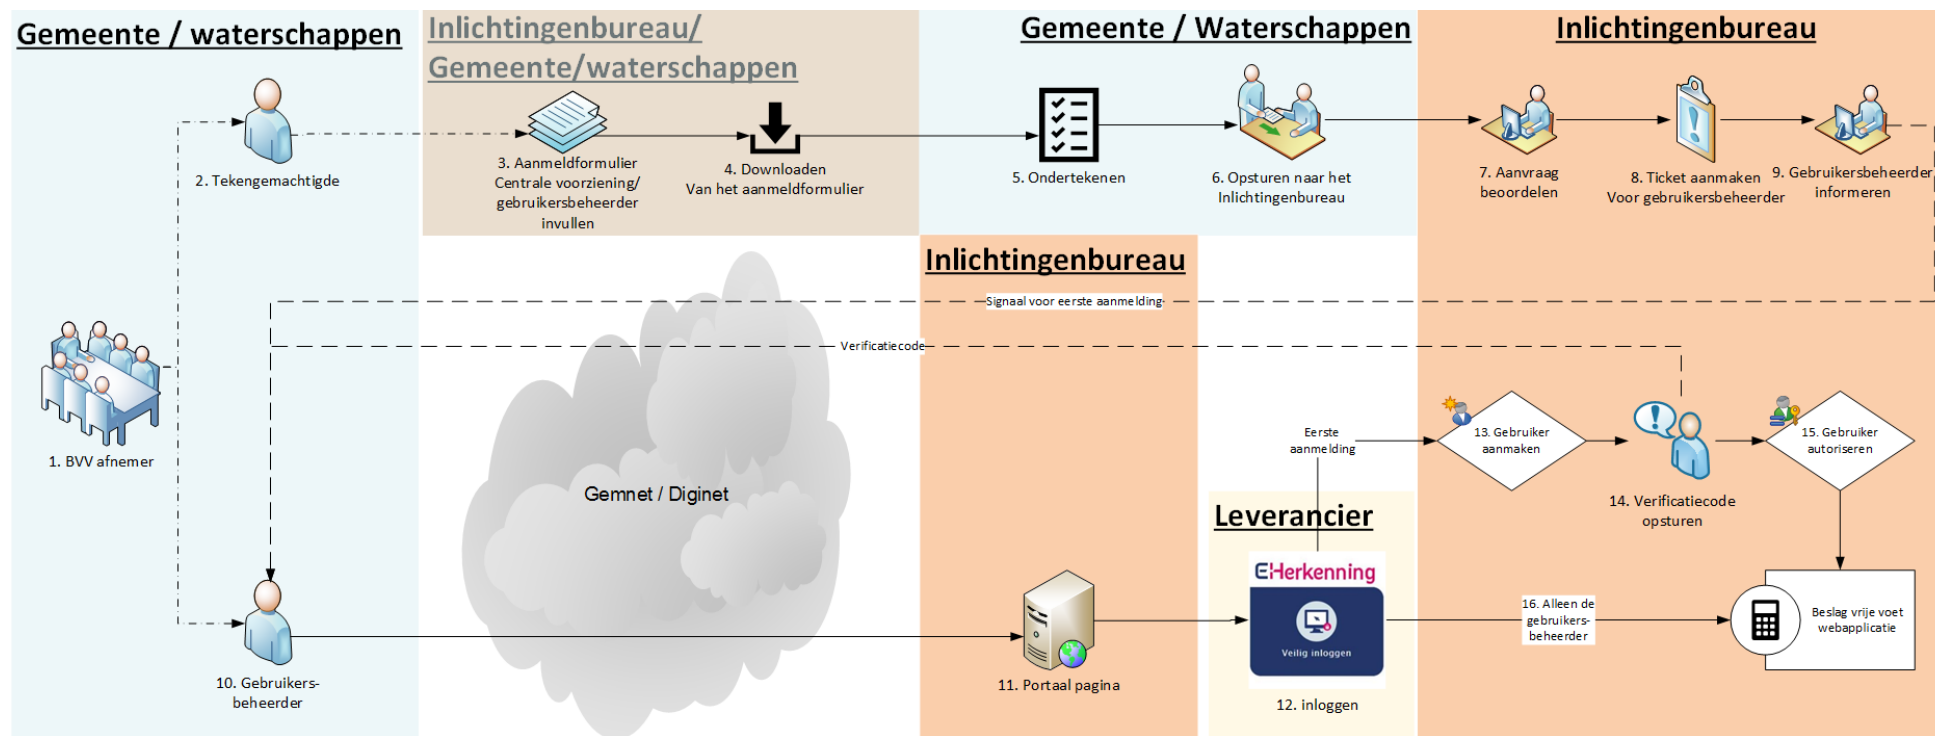 Gemeente / waterschappen
Inlichtingenbureau/
Gemeente/waterschappen
Gemeente / Waterschappen
Inlichtingenbureau
2. Tekengemachtigde
3. Aanmeldformulier
Centrale voorziening/
gebruikersbeheerder
invullen
4. Downloaden
Van het aanmeldformulier
5. Ondertekenen
6. Opsturen naar het
Inlichtingenbureau
7. Aanvraag
beoordelen
8. Ticket aanmaken
Voor gebruikersbeheerder
9. Gebruikersbeheerder
informeren
Inlichtingenbureau
Signaal voor eerste aanmelding
Verificatiecode
1. BVV afnemer
Gemnet / Diginet
Eerste
aanmelding
13. Gebruiker
aanmaken
14. Verificatiecode
opsturen
15. Gebruiker
autoriseren
Leverancier
eHerkenning
Veilig inloggen
12. inloggen
10. Gebruikers-
beheerder
11. Portaal pagina
16. Alleen de
gebruikers-
beheerder
Beslag vrije voet
webapplicatie